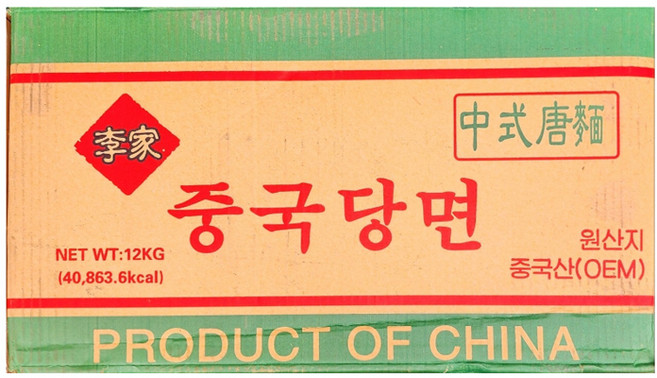 李家
中式唐麵
중국당면
NET WT:12KG
(40,863.6kcal)
원산지
중국산(OEM)
PRODUCT OF CHINA